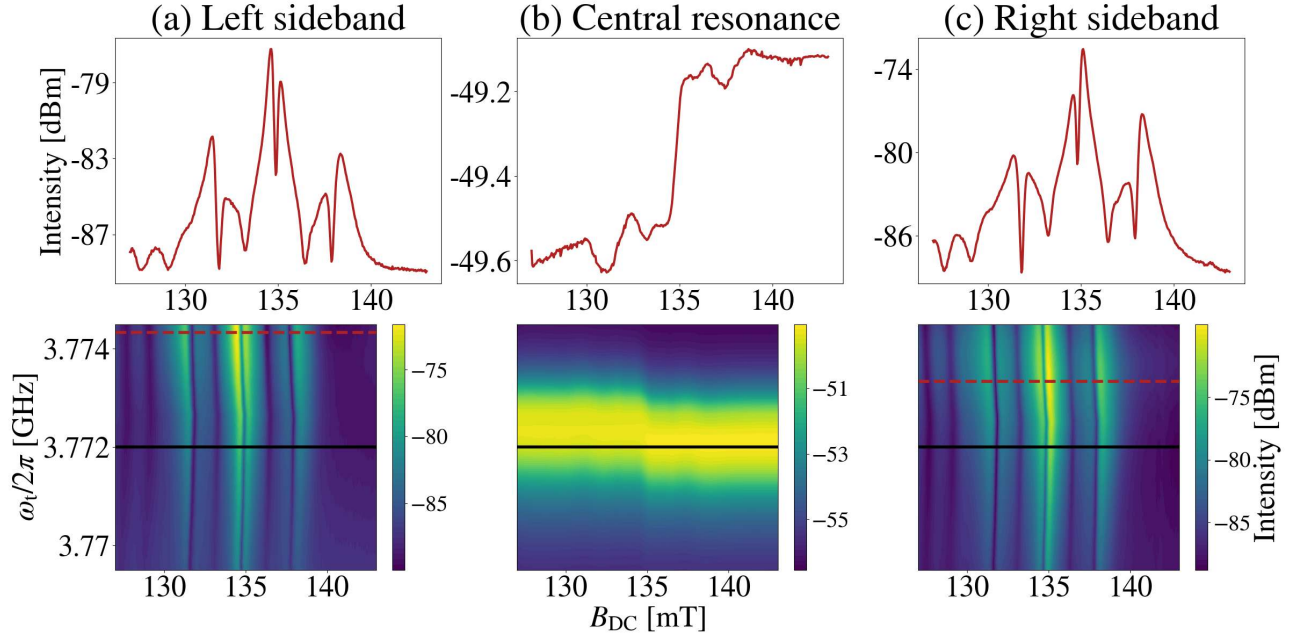 (a) Left sideband
(b) Central resonance
(c) Right sideband
Intensity [dBm]
-79
-83
-87
130 135 140
-49.2
-49.4
-49.6
130 135 140
-74
-80
-86
130 135 140
ω_t/2π [GHz]
3.774
3.772
3.77
130 135 140
−75
−80
−85
130 135 140
−51
−53
−55
130 135 140
−75
−80
−85
Intensity [dBm]
B_DC [mT]